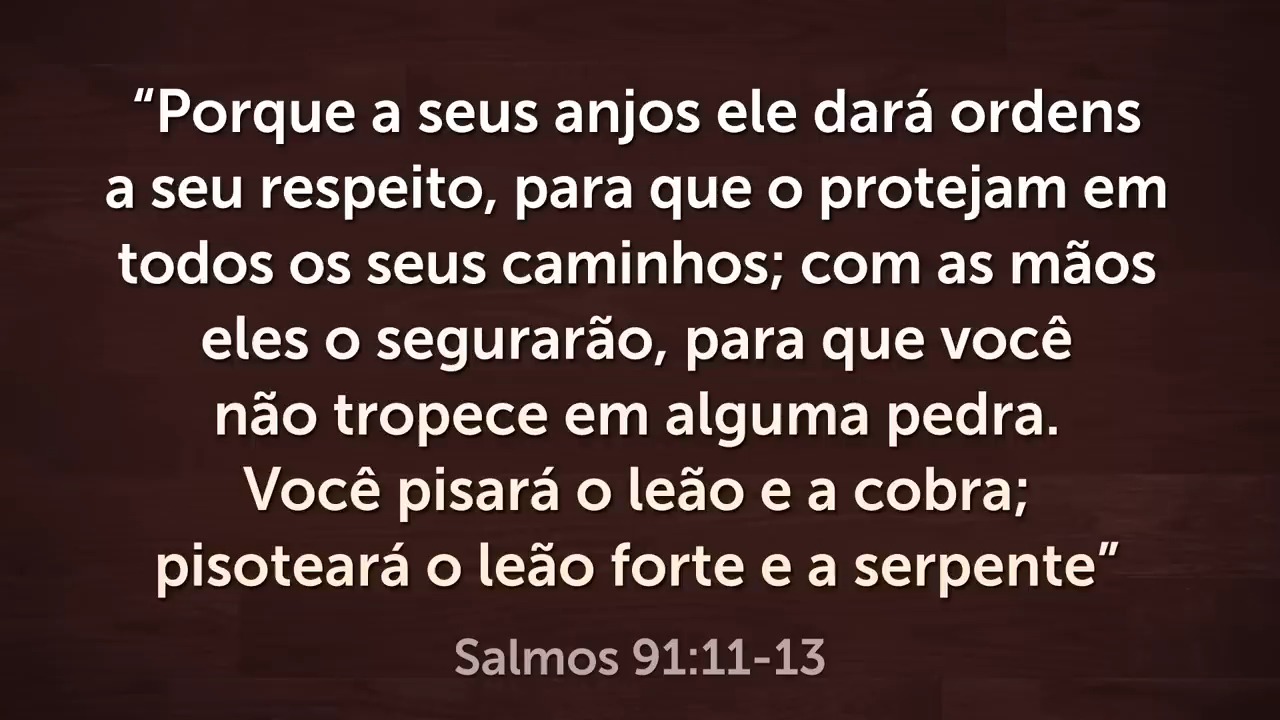 “Porque a seus anjos ele dará ordens
a seu respeito, para que o protejam em
todos os seus caminhos; com as mãos
eles o segurarão, para que você
não tropece em alguma pedra.
Você pisará o leão e a cobra;
pisoteará o leão forte e a serpente”
Salmos 91:11-13